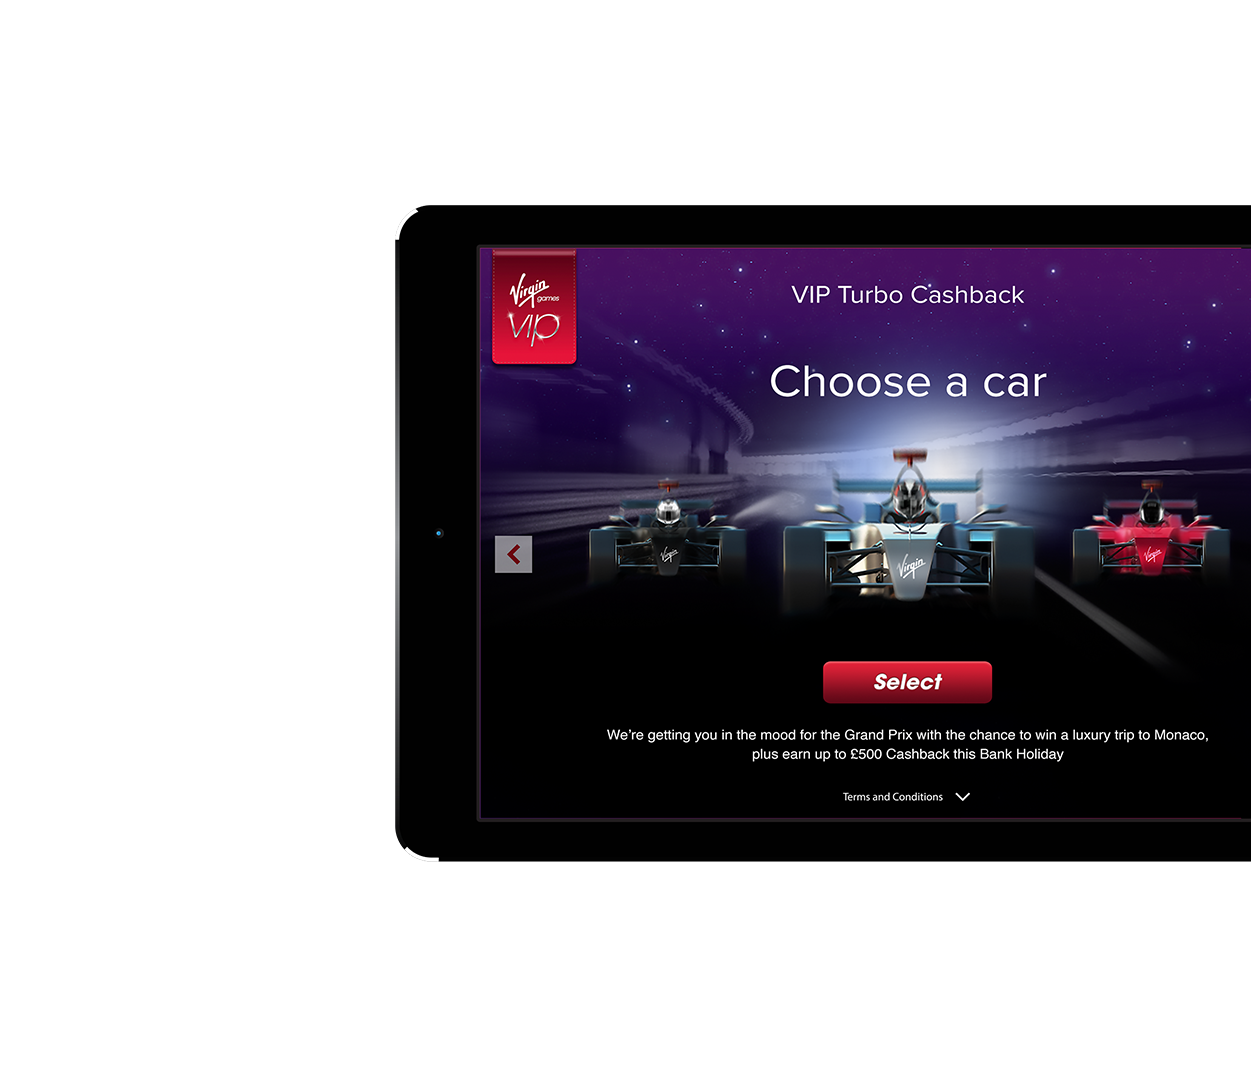 Virgin
games
VIP
VIP Turbo Cashback
Choose a car
Virgin
Virgin
Virgin
Select
We're getting you in the mood for the Grand Prix with the chance to win a luxury trip to Monaco,
plus earn up to £500 Cashback this Bank Holiday
Terms and Conditions